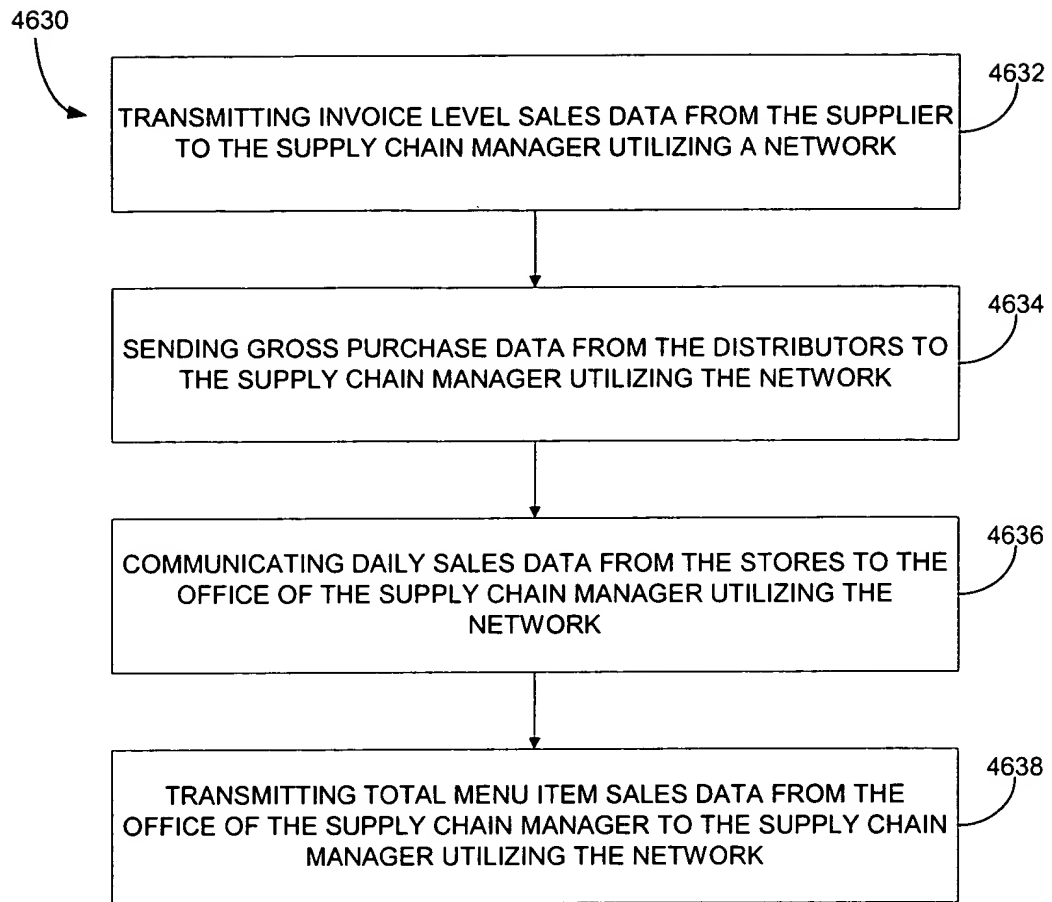 4630
4632
TRANSMITTING INVOICE LEVEL SALES DATA FROM THE SUPPLIER
TO THE SUPPLY CHAIN MANAGER UTILIZING A NETWORK
4634
SENDING GROSS PURCHASE DATA FROM THE DISTRIBUTORS TO
THE SUPPLY CHAIN MANAGER UTILIZING THE NETWORK
4636
COMMUNICATING DAILY SALES DATA FROM THE STORES TO THE
OFFICE OF THE SUPPLY CHAIN MANAGER UTILIZING THE
NETWORK
4638
TRANSMITTING TOTAL MENU ITEM SALES DATA FROM THE
OFFICE OF THE SUPPLY CHAIN MANAGER TO THE SUPPLY CHAIN
MANAGER UTILIZING THE NETWORK